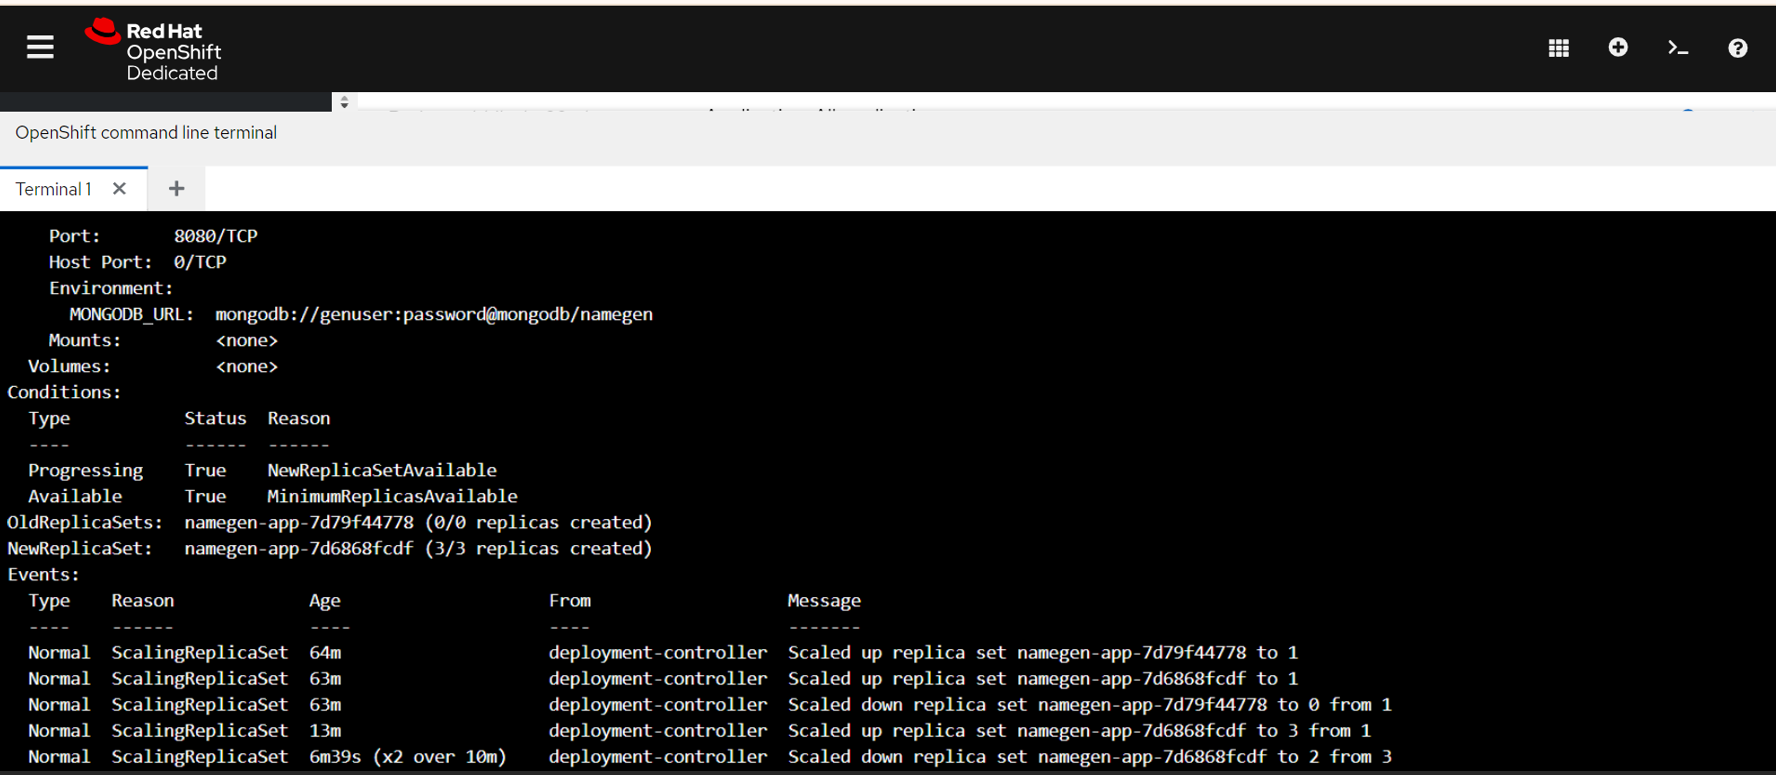 Red Hat
OpenShift
Dedicated
OpenShift command line terminal
Terminal 1
Port: 8080/TCP
Host Port: 0/TCP
Environment:
MONGODB_URL: mongodb://genuser:password@mongodb/namegen
Mounts: <none>
Volumes: <none>
Conditions:
Type Status Reason
---- ------ ------
Progressing True NewReplicaSetAvailable
Available True MinimumReplicasAvailable
OldReplicaSets: namegen-app-7d79f44778 (0/0 replicas created)
NewReplicaSet: namegen-app-7d6868fcdf (3/3 replicas created)
Events:
Type Reason Age From Message
---- ------ ---- ---- -------
Normal ScalingReplicaSet 64m deployment-controller Scaled up replica set namegen-app-7d79f44778 to 1
Normal ScalingReplicaSet 63m deployment-controller Scaled up replica set namegen-app-7d6868fcdf to 1
Normal ScalingReplicaSet 63m deployment-controller Scaled down replica set namegen-app-7d79f44778 to 0 from 1
Normal ScalingReplicaSet 13m deployment-controller Scaled up replica set namegen-app-7d6868fcdf to 3 from 1
Normal ScalingReplicaSet 6m39s (x2 over 10m) deployment-controller Scaled down replica set namegen-app-7d6868fcdf to 2 from 3